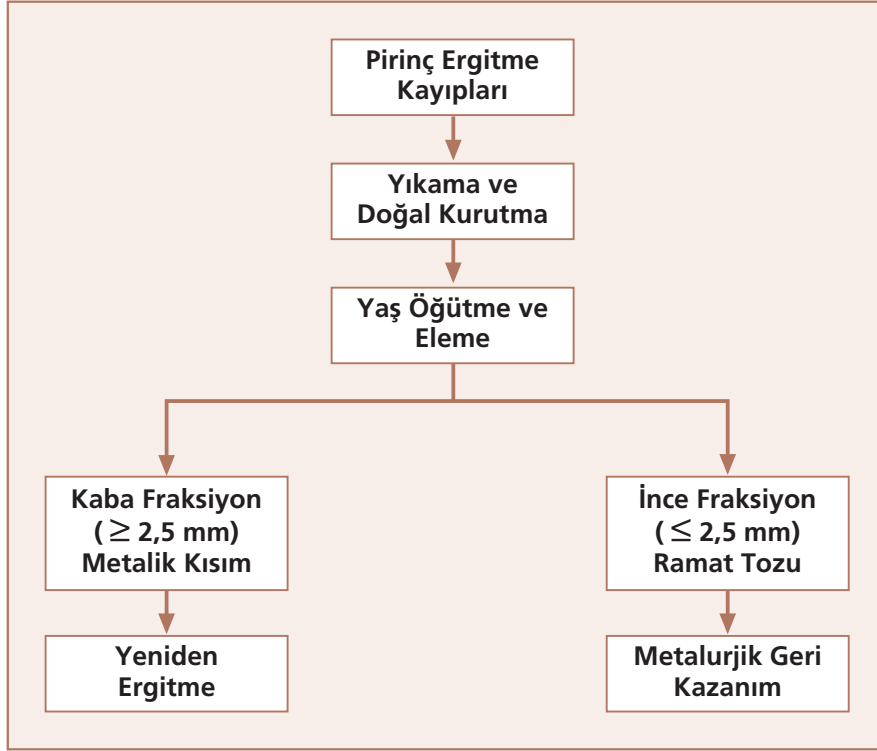 Pirinç Ergitme
Kayıpları
Yıkama ve
Doğal Kurutma
Yaş Öğütme ve
Eleme
Kaba Fraksiyon
( ≥ 2,5 mm)
Metalik Kısım
İnce Fraksiyon
( ≤ 2,5 mm)
Ramat Tozu
Yeniden
Ergitme
Metalurjik Geri
Kazanım